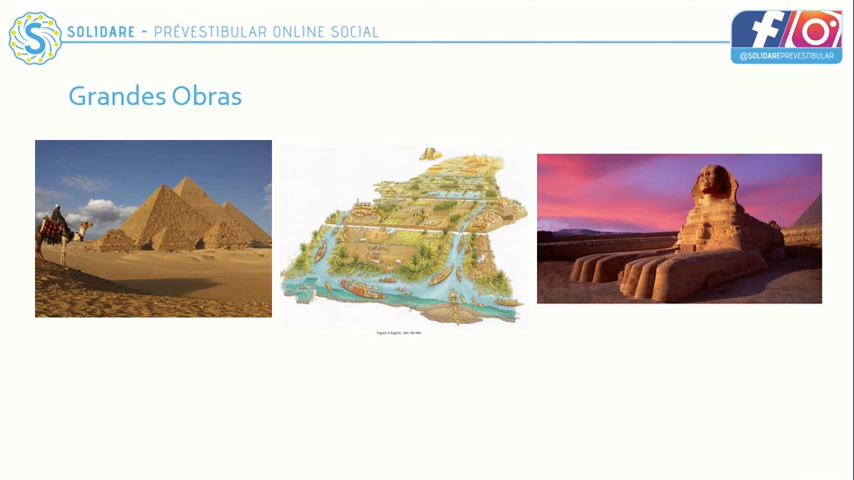 SOLIDARE - PRÉVESTIBULAR ONLINE SOCIAL
@SOLIDAREPREVESTIBULAR
Grandes Obras